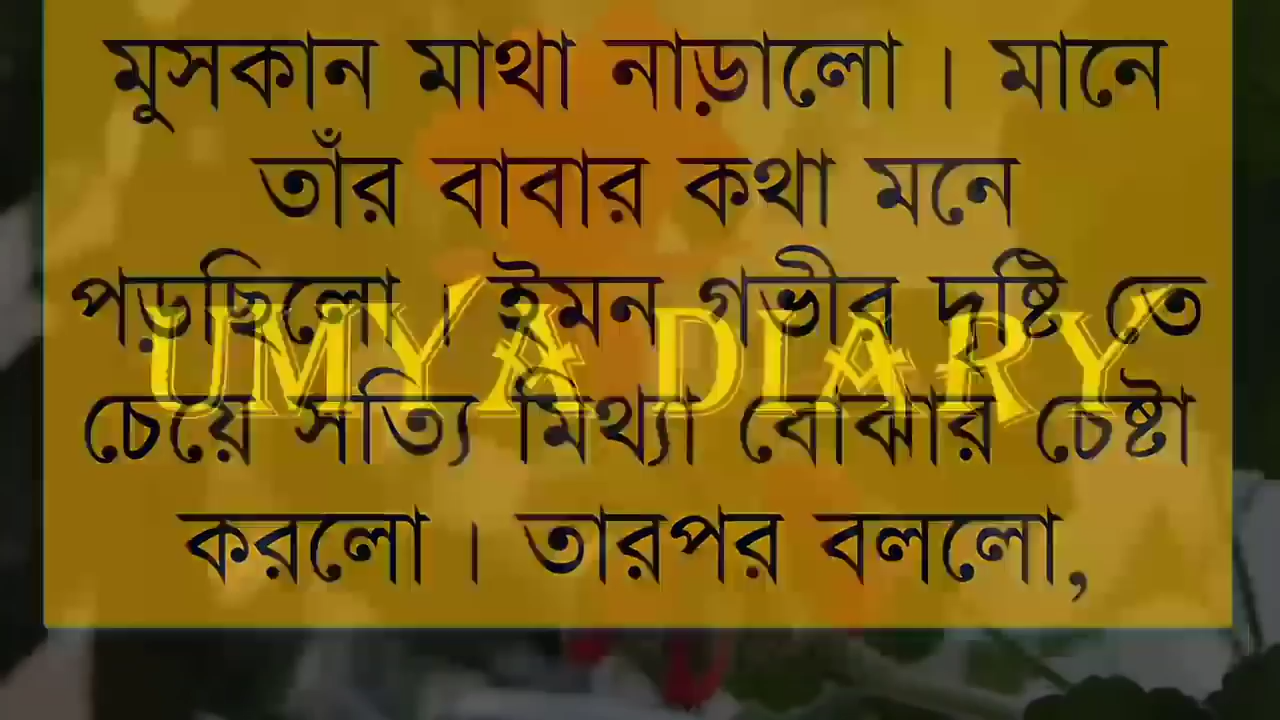 মুসকান মাথা নাড়ালো। মানে
তাঁর বাবার কথা মনে
পড়ছিলো। ইমন গভীর দৃষ্টি তে
UMYA DIARY
চেয়ে সত্যি মিথ্যা বোঝার চেষ্টা
করলো। তারপর বললো,